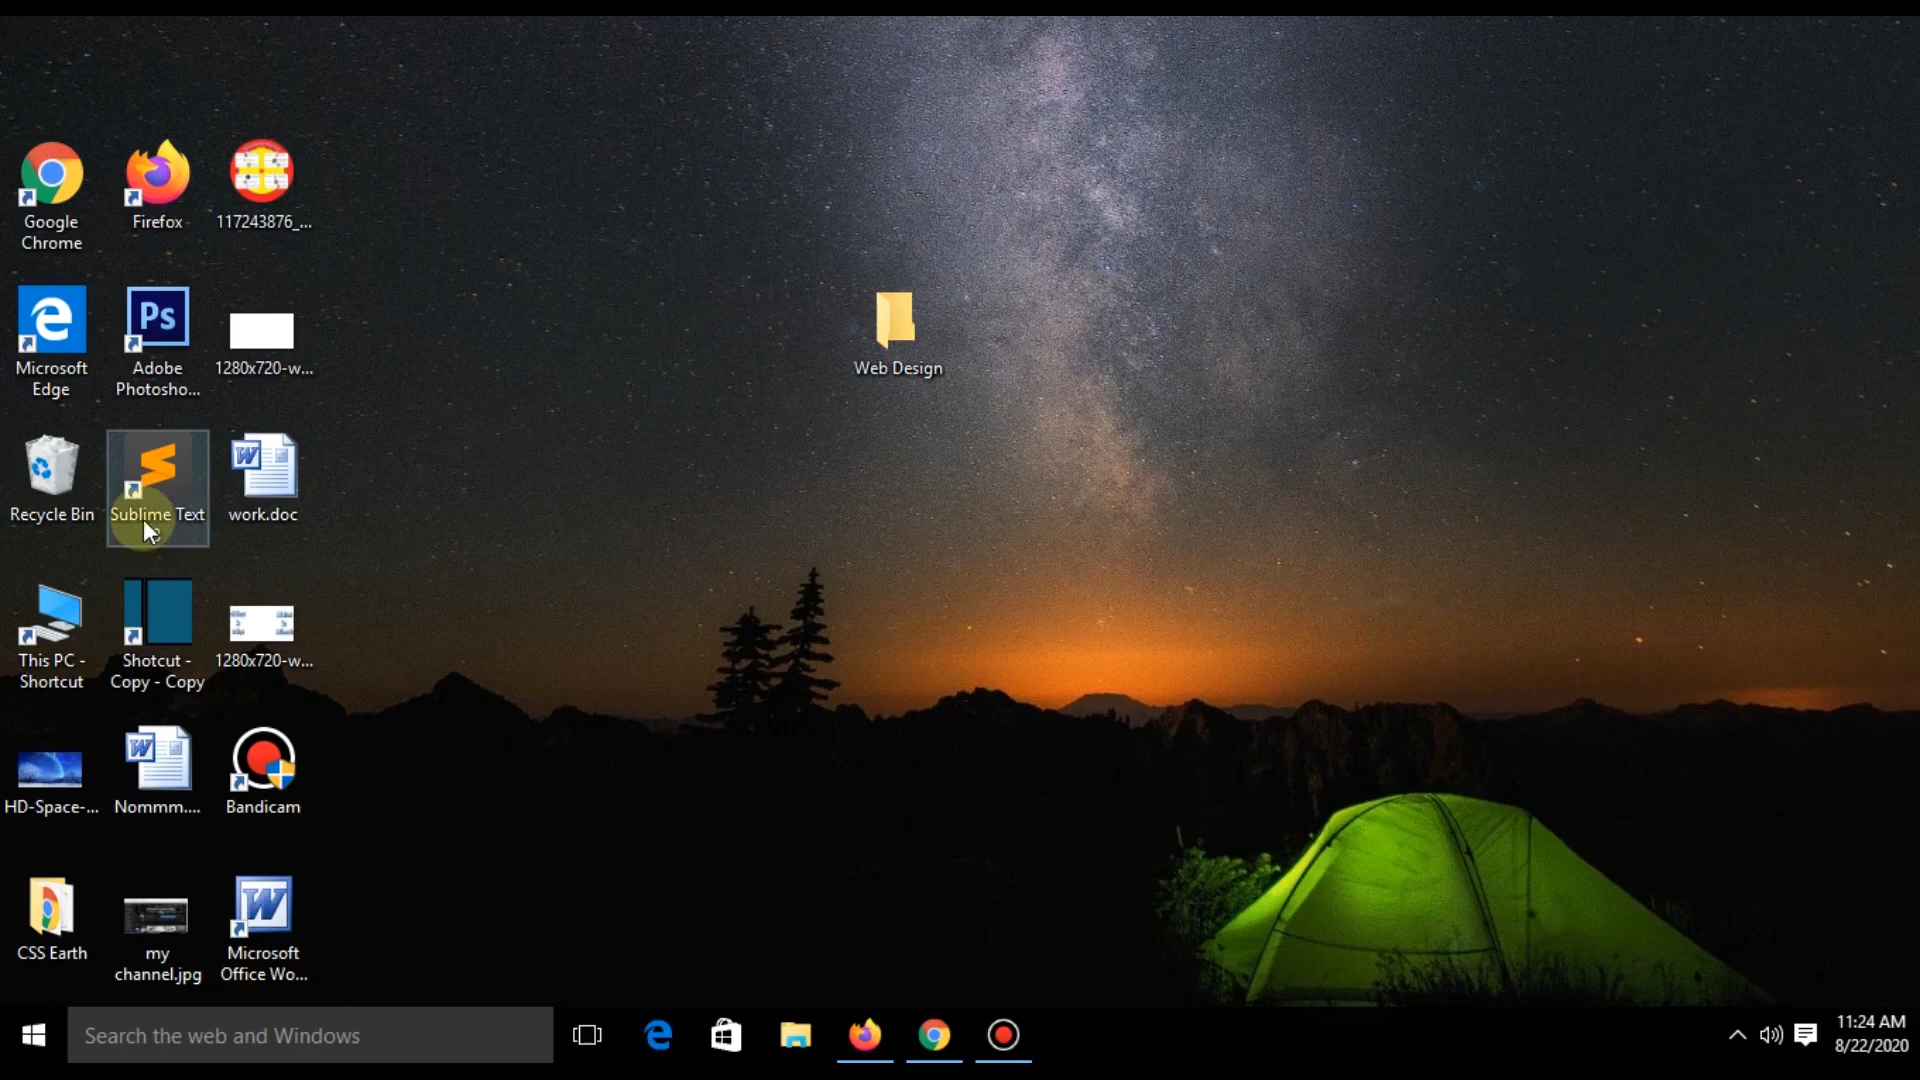 Google
Chrome
Firefox
117243876_...
Microsoft
Edge
Ps
Adobe
Photosho...
1280x720-w...
Recycle Bin
Sublime Text
W
work.doc
This PC -
Shortcut
Shotcut -
Copy - Copy
1280x720-w...
HD-Space-...
W
Nommm....
Bandicam
CSS Earth
my
channel.jpg
W
Microsoft
Office Wo...
Web Design
Search the web and Windows
11:24 AM
8/22/2020